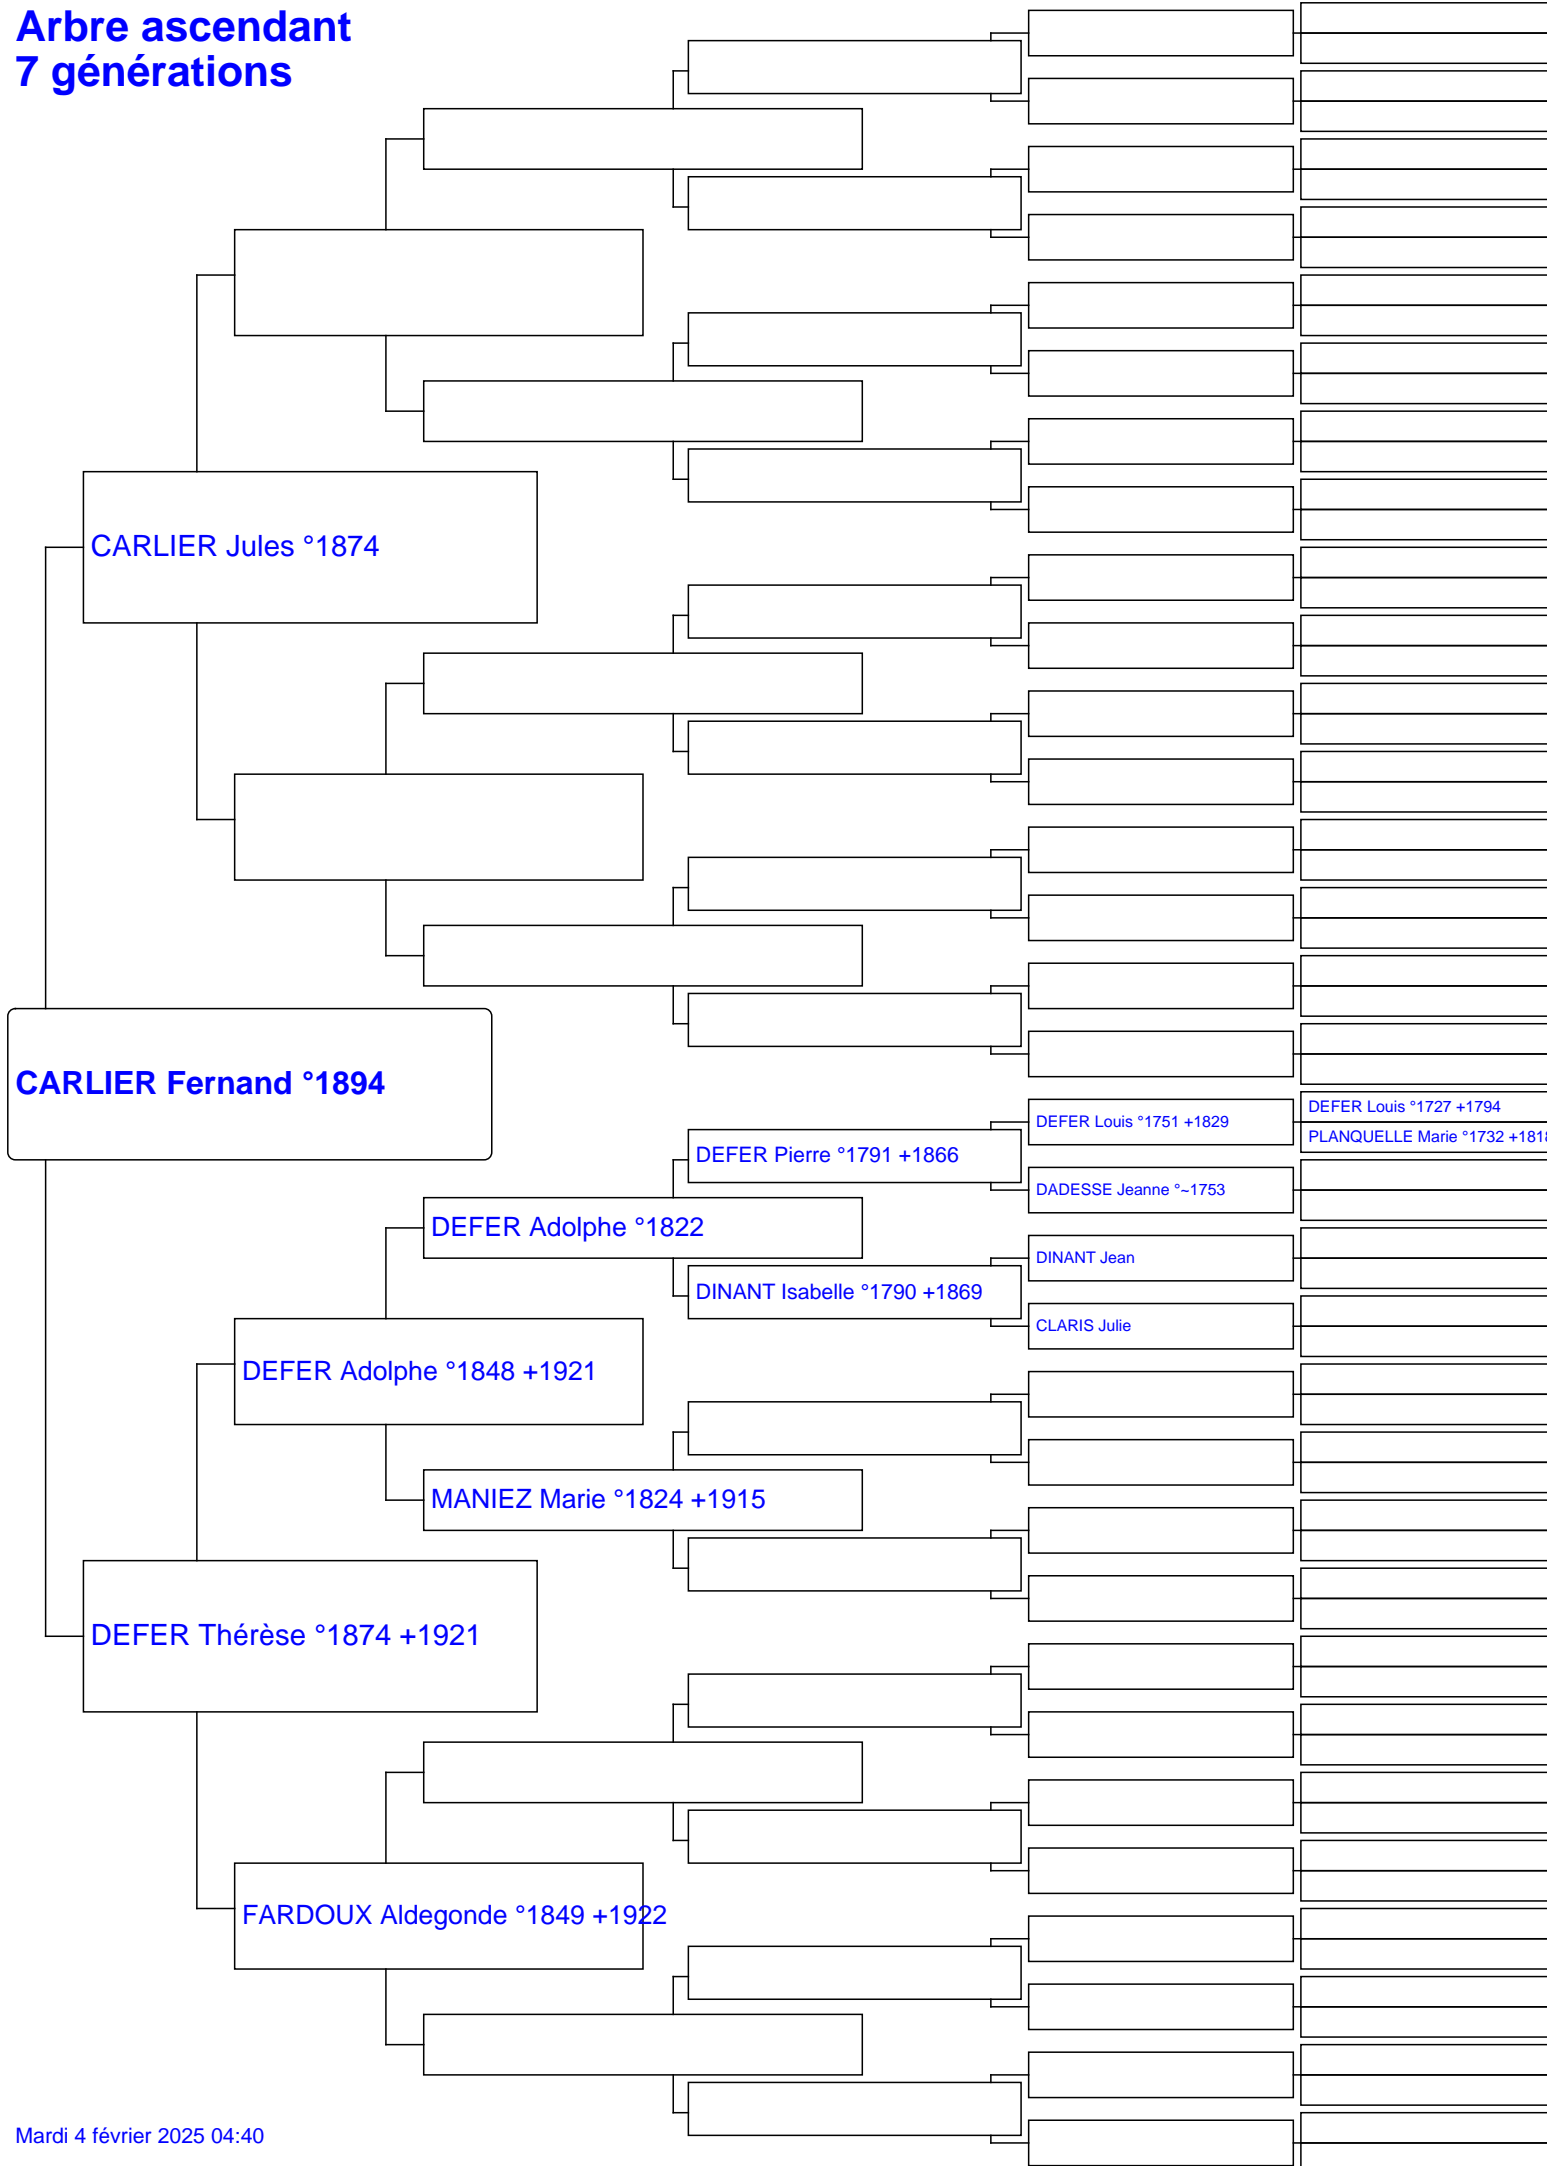 Arbre ascendant
7 générations
CARLIER Jules °1874
CARLIER Fernand °1894
DEFER Louis °1727 +1794
DEFER Louis °1751 +1829
PLANQUELLE Marie °1732 +1818
DEFER Pierre °1791 +1866
DADESSE Jeanne °~1753
DEFER Adolphe °1822
DINANT Jean
DINANT Isabelle °1790 +1869
CLARIS Julie
DEFER Adolphe °1848 +1921
MANIEZ Marie °1824 +1915
DEFER Thérèse °1874 +1921
FARDOUX Aldegonde °1849 +1922
Mardi 4 février 2025 04:40